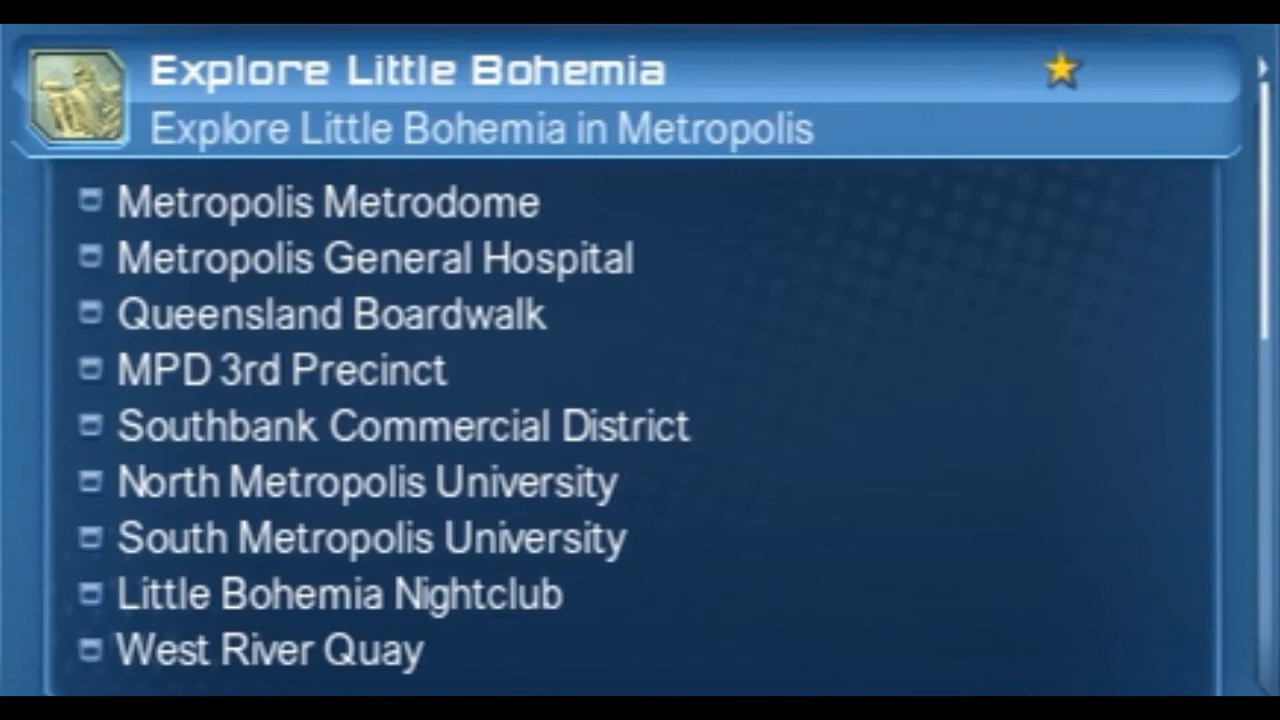 Explore Little Bohemia
Explore Little Bohemia in Metropolis
Metropolis Metrodome
Metropolis General Hospital
Queensland Boardwalk
MPD 3rd Precinct
Southbank Commercial District
North Metropolis University
South Metropolis University
Little Bohemia Nightclub
West River Quay